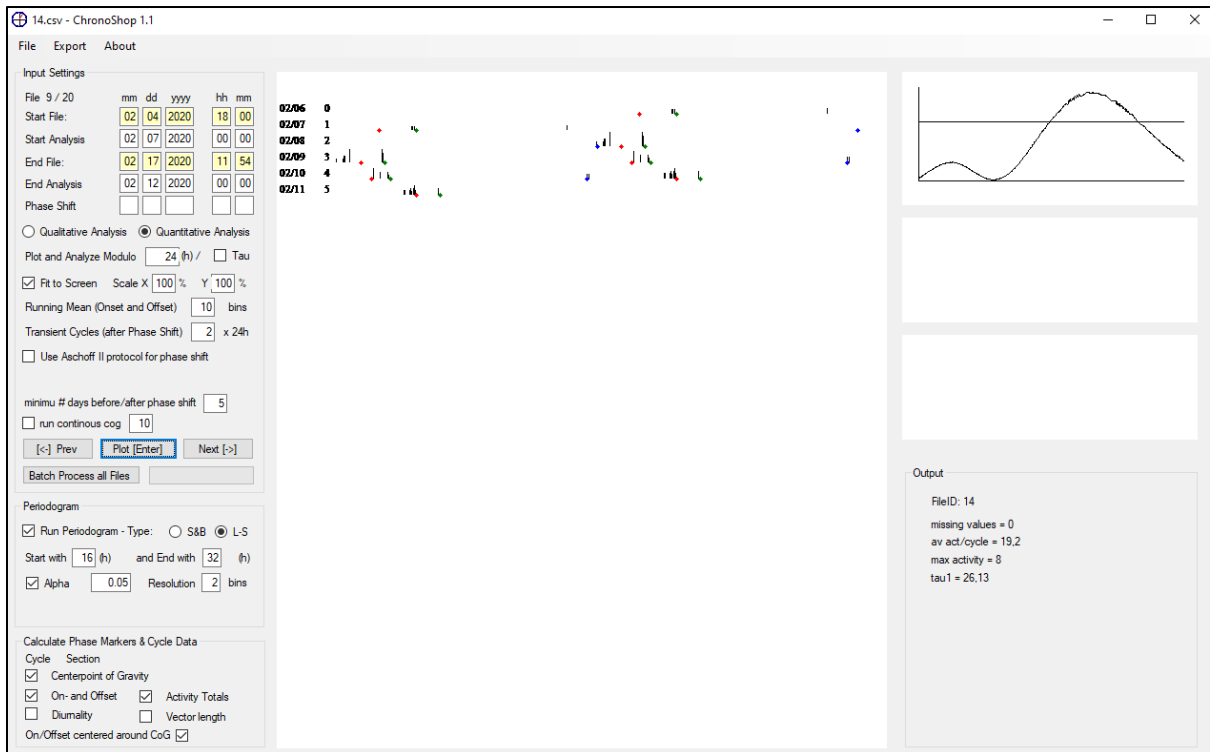 14.csv - ChronoShop 1.1
File Export About
Input Settings
File 9 / 20 mm dd yyyy hh mm
Start File: 02 04 2020 18 00
Start Analysis 02 07 2020 00 00
End File: 02 17 2020 11 54
End Analysis 02 12 2020 00 00
Phase Shift
Qualitative Analysis Quantitative Analysis
Plot and Analyze Modulo 24 (h) / Tau
Fit to Screen Scale X 100 % Y 100 %
Running Mean (Onset and Offset) 10 bins
Transient Cycles (after Phase Shift) 2 x 24h
Use Aschoff II protocol for phase shift
minimu # days before/after phase shift 5
run continous cog 10
[<-] Prev Plot [Enter] Next [->]
Batch Process all Files
Periodogram
Run Periodogram - Type: S&B L-S
Start with 16 (h) and End with 32 (h)
Alpha 0.05 Resolution 2 bins
Calculate Phase Markers & Cycle Data
Cycle Section
Centerpoint of Gravity
On- and Offset Activity Totals
Diurnality Vector length
On/Offset centered around CoG
02/06 0
02/07 1
02/08 2
02/09 3
02/10 4
02/11 5
Output
FileID: 14
missing values = 0
av act/cycle = 19,2
max activity = 8
tau1 = 26,13